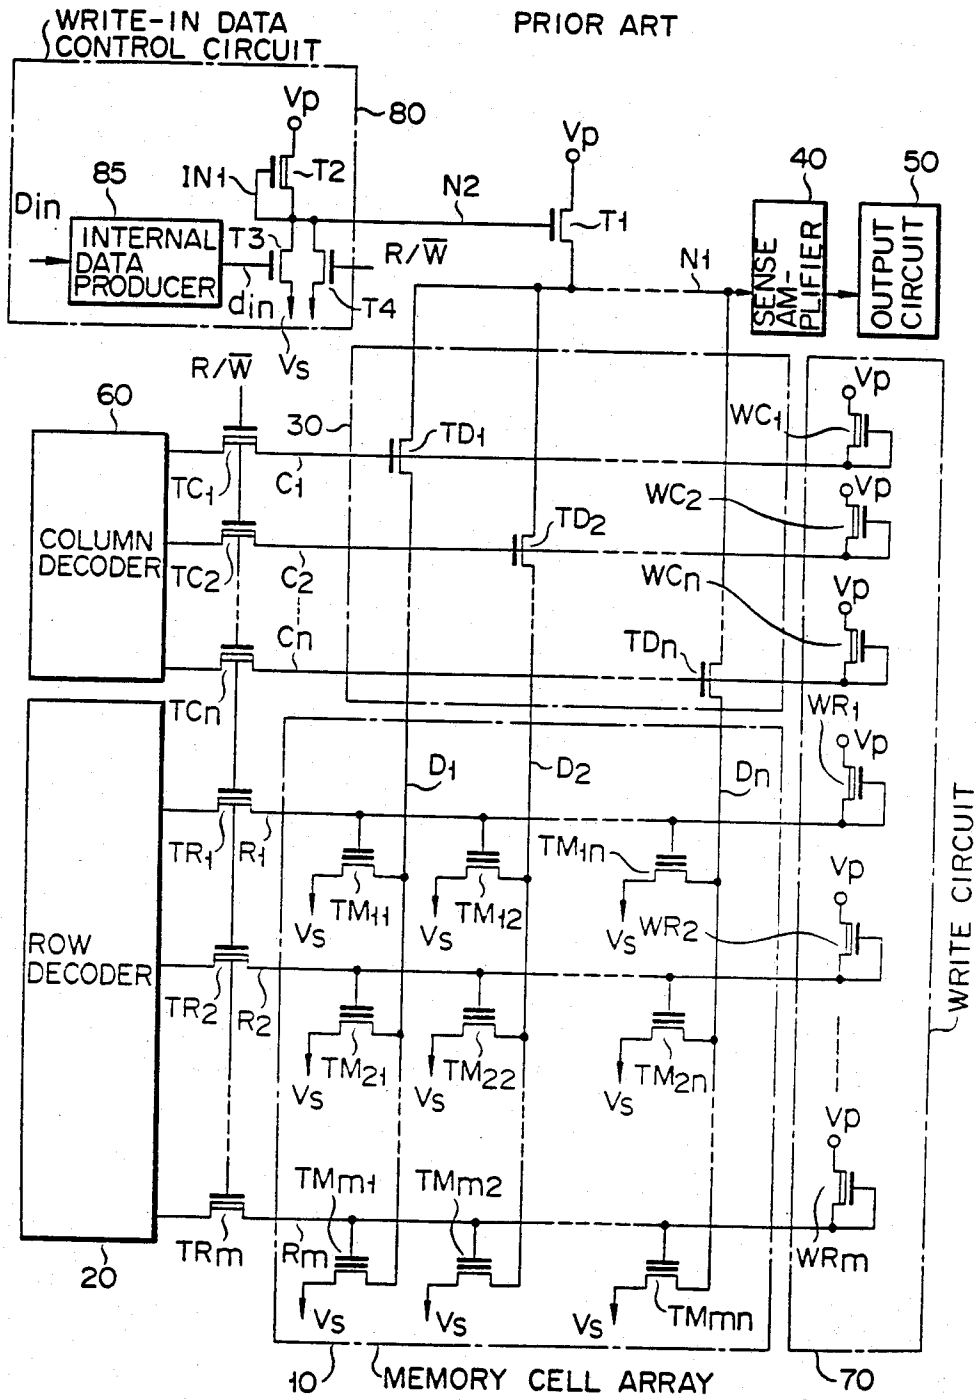 WRITE-IN DATA
CONTROL CIRCUIT
PRIOR ART
Vp
80
Vp
40
50
IN1
T2
85
Din
N2
T1
INTERNAL
DATA
PRODUCER
T3
R/W̅
din
T4
N1
SENSE
AM-
PLIFIER
OUTPUT
CIRCUIT
Vs
R/W̅
60
30
TD1
WC1
Vp
TC1
C1
COLUMN
DECODER
TD2
WC2
Vp
TC2
C2
WCn
Vp
Cn
TDn
TCn
WR1
Vp
D1
D2
Dn
TR1
R1
TM11
TM12
TM1n
Vs
Vs
Vs
WR2
Vp
WRITE CIRCUIT
ROW
DECODER
TR2
R2
TM21
TM22
TM2n
Vs
Vs
Vs
Vp
TMm1
TMm2
TRm
Rm
WRm
20
Vs
Vs
Vs
TMmn
10
MEMORY CELL ARRAY
70